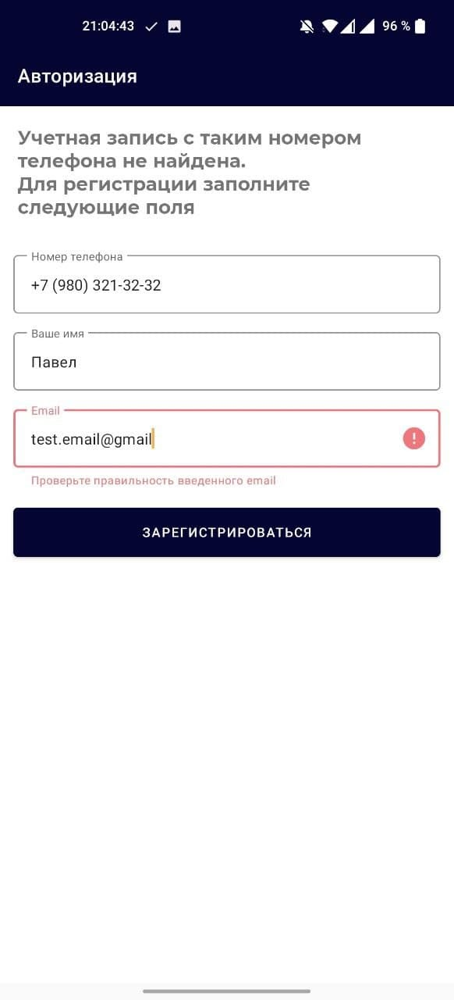 21:04:43 96 %
Авторизация
Учетная запись с таким номером
телефона не найдена.
Для регистрации заполните
следующие поля
Номер телефона
+7 (980) 321-32-32
Ваше имя
Павел
Email
test.email@gmail
Проверьте правильность введенного email
ЗАРЕГИСТРИРОВАТЬСЯ